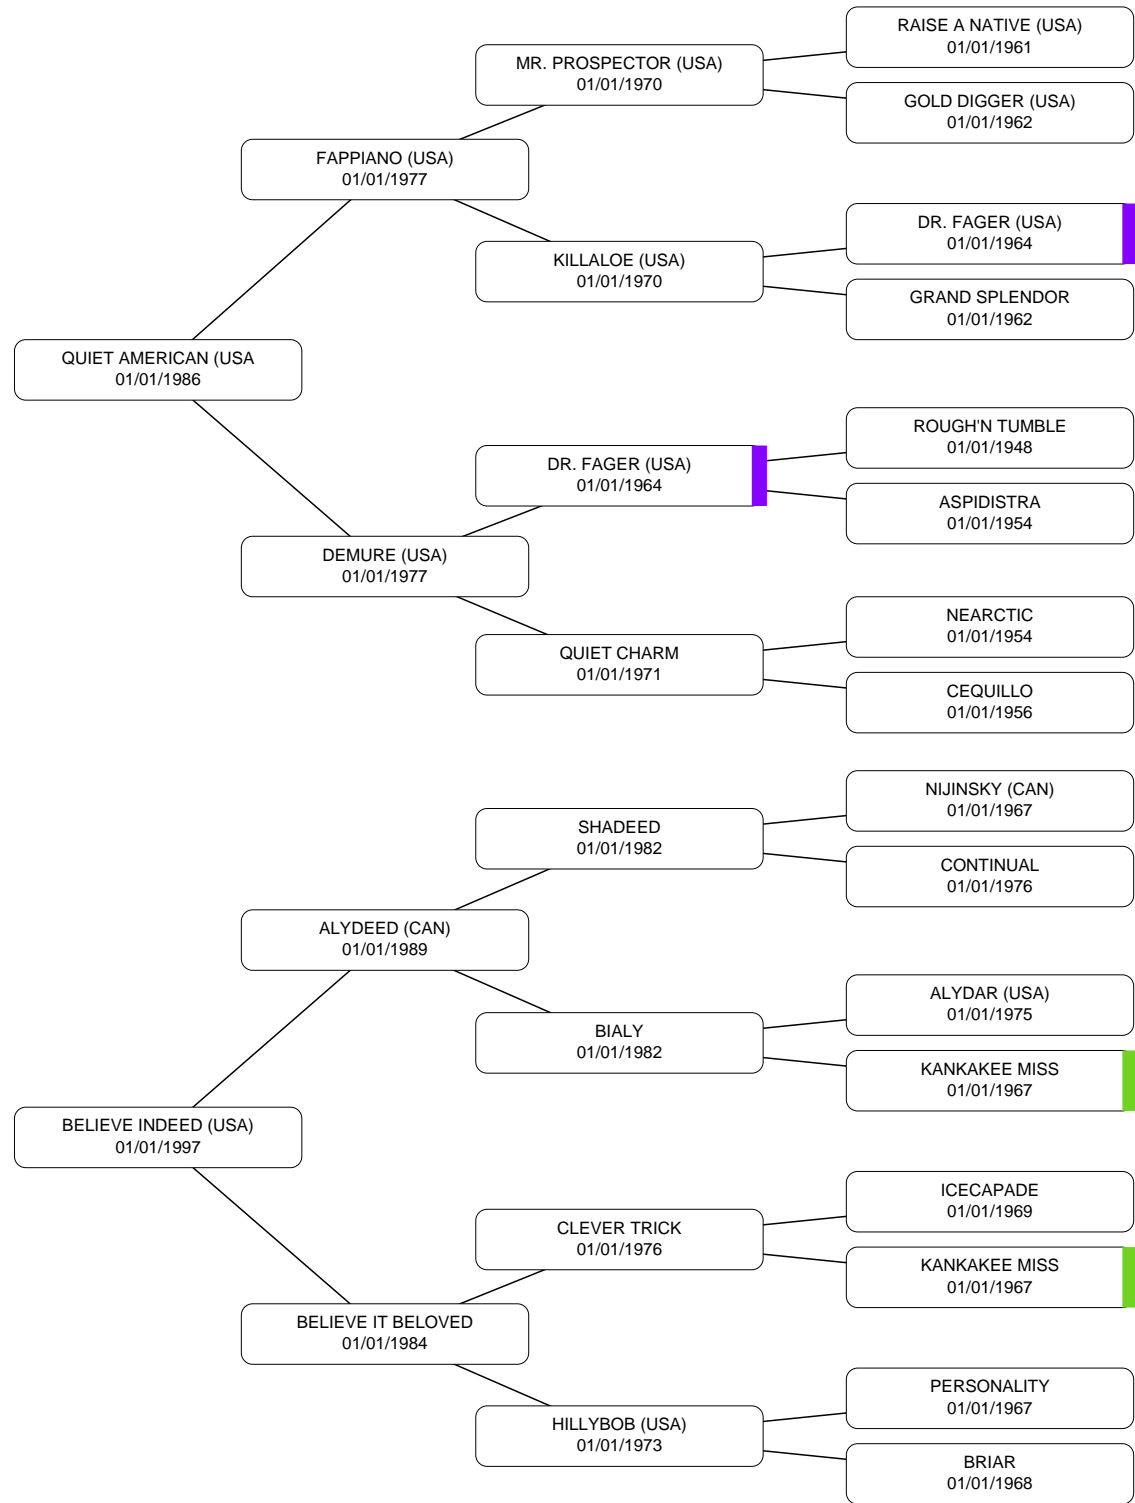 RAISE A NATIVE (USA)
01/01/1961
MR. PROSPECTOR (USA)
01/01/1970
GOLD DIGGER (USA)
01/01/1962
FAPPIANO (USA)
01/01/1977
DR. FAGER (USA)
01/01/1964
KILLALOE (USA)
01/01/1970
GRAND SPLENDOR
01/01/1962
QUIET AMERICAN (USA
01/01/1986
ROUGH'N TUMBLE
01/01/1948
DR. FAGER (USA)
01/01/1964
ASPIDISTRA
01/01/1954
DEMURE (USA)
01/01/1977
NEARCTIC
01/01/1954
QUIET CHARM
01/01/1971
CEQUILLO
01/01/1956
NIJINSKY (CAN)
01/01/1967
SHADEED
01/01/1982
CONTINUAL
01/01/1976
ALYDEED (CAN)
01/01/1989
ALYDAR (USA)
01/01/1975
BIALY
01/01/1982
KANKAKEE MISS
01/01/1967
BELIEVE INDEED (USA)
01/01/1997
ICECAPADE
01/01/1969
CLEVER TRICK
01/01/1976
KANKAKEE MISS
01/01/1967
BELIEVE IT BELOVED
01/01/1984
PERSONALITY
01/01/1967
HILLYBOB (USA)
01/01/1973
BRIAR
01/01/1968